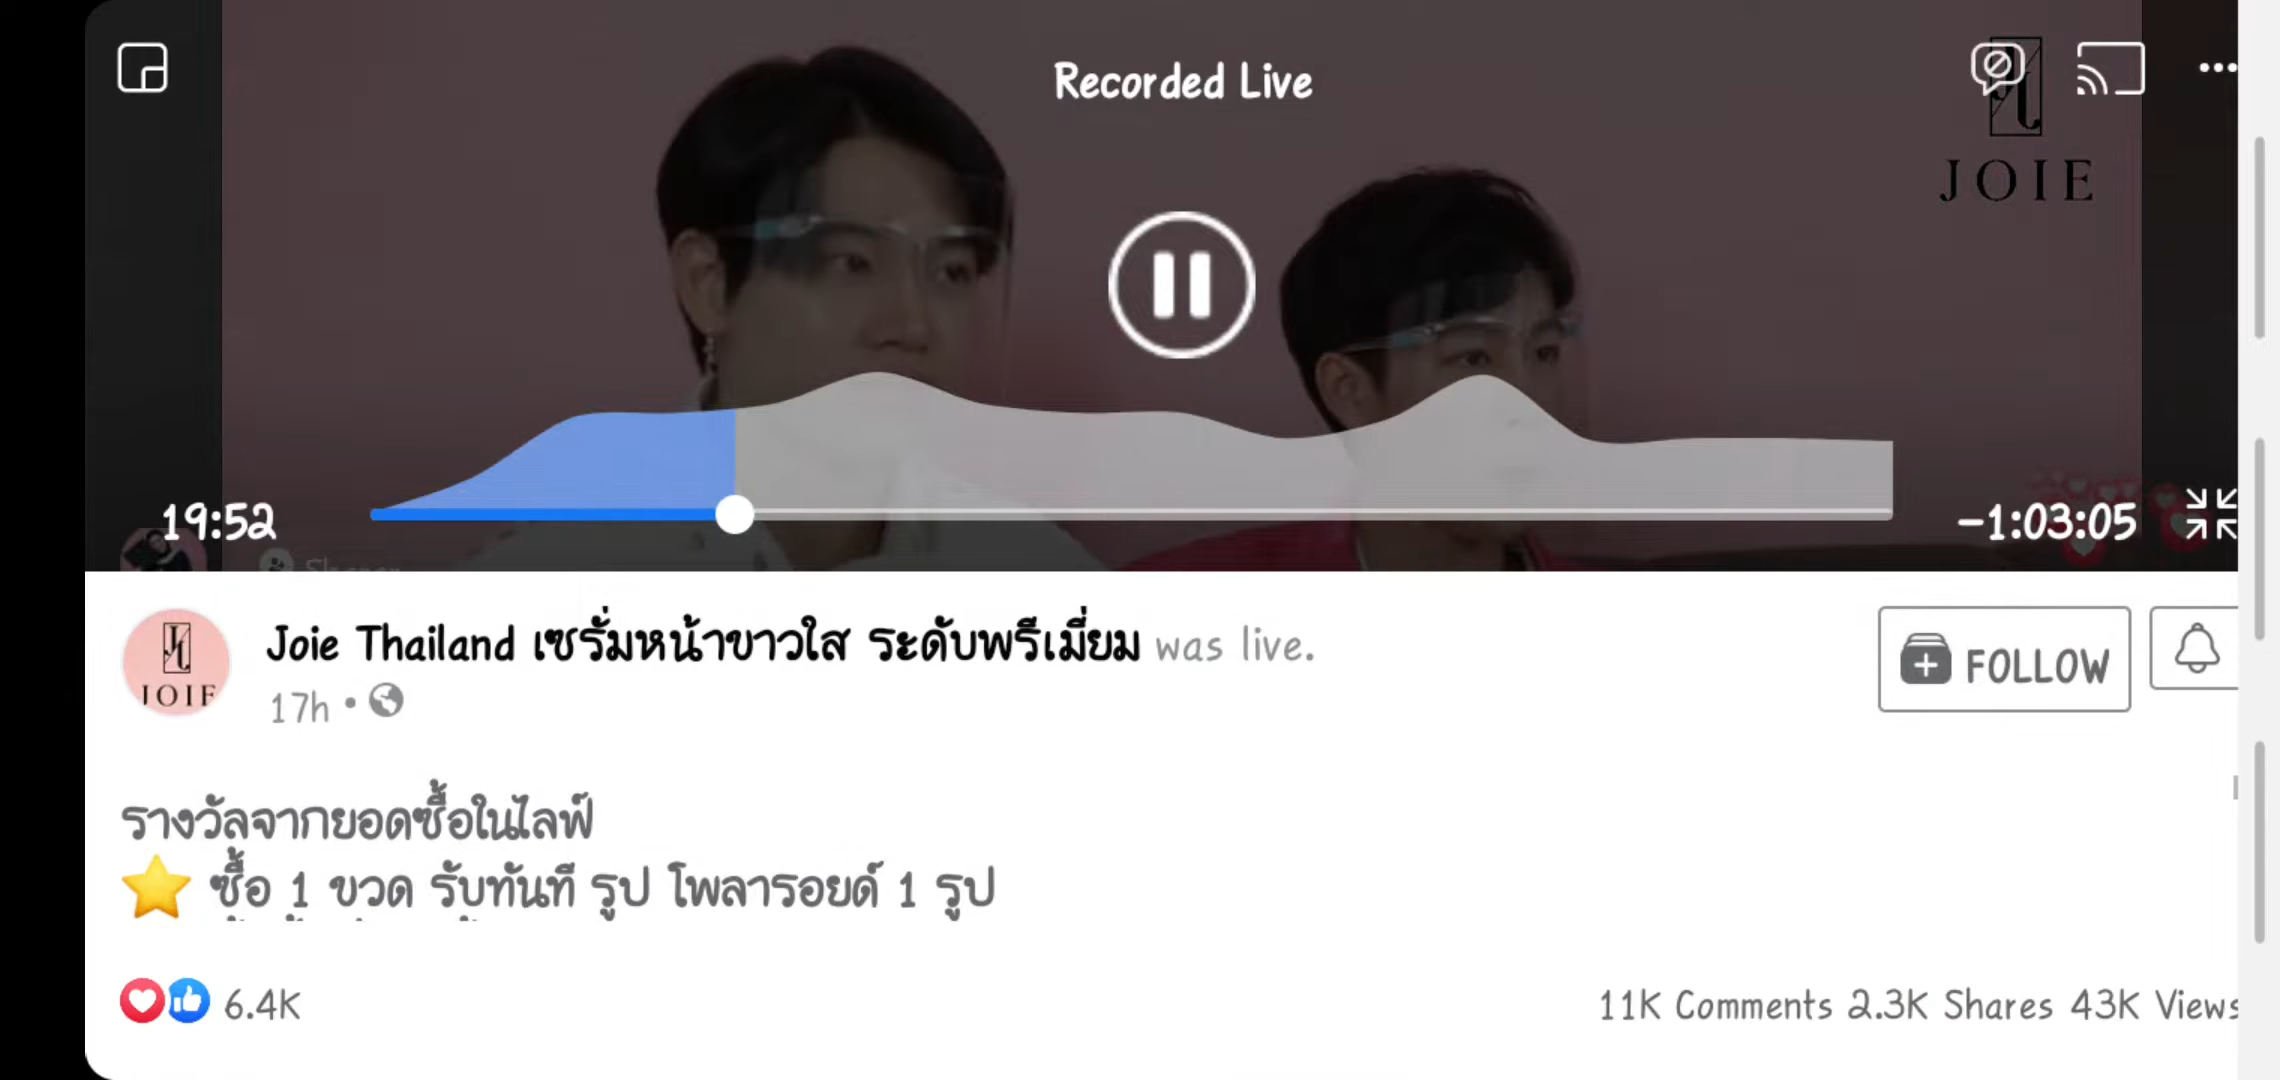 Recorded Live
JOIE
19:52
-1:03:05
Joie Thailand เซรั่มหน้าขาวใส ระดับพรีเมี่ยม was live.
17h •
JOIE
FOLLOW
รางวัลจากยอดซื้อในไลฟ์
ซื้อ 1 ขวด รับทันที รูป โพลารอยด์ 1 รูป
6.4K
11K Comments 2.3K Shares 43K Views